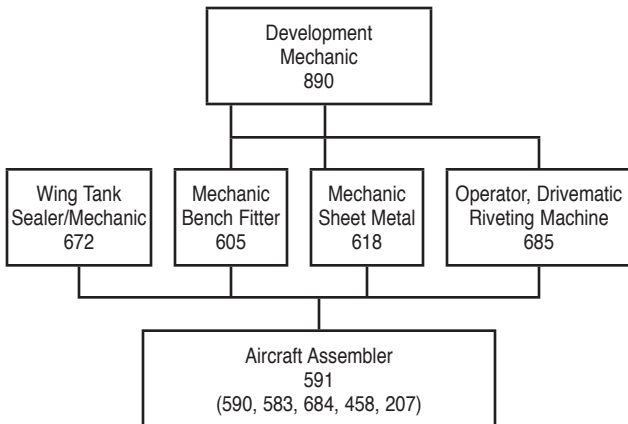 Development
Mechanic
890
Wing Tank
Sealer/Mechanic
672
Mechanic
Bench Fitter
605
Mechanic
Sheet Metal
618
Operator, Drivematic
Riveting Machine
685
Aircraft Assembler
591
(590, 583, 684, 458, 207)